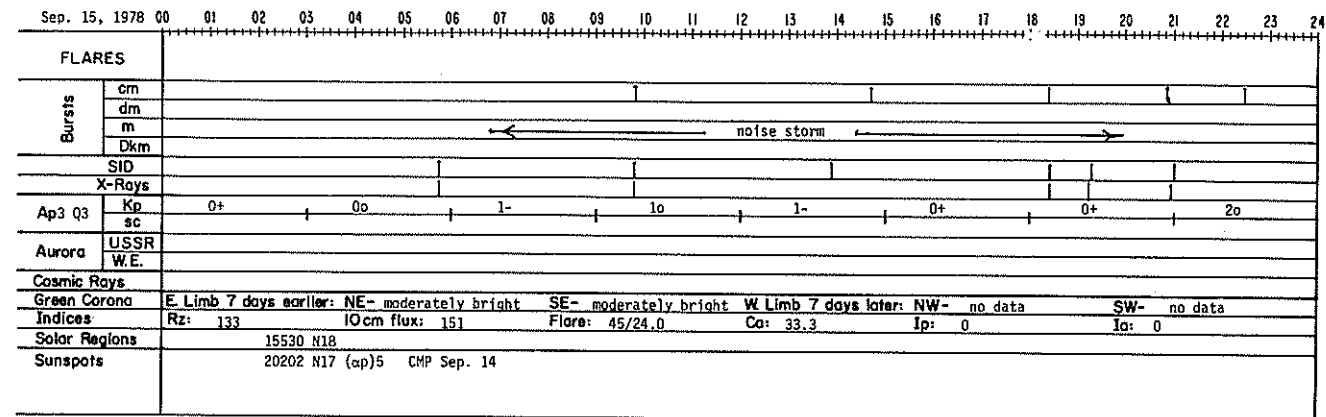 Sep. 15, 1978 00 01 02 03 04 05 06 07 08 09 10 11 12 13 14 15 16 17 18 19 20 21 22 23 24
FLARES
Bursts
cm
dm
m noise storm
Dkm
SID
X-Rays
Ap3 Q3 Kp 0+ 0o 1- 1o 1- 0+ 0+ 2o
sc
Aurora USSR
W.E.
Cosmic Rays
Green Corona E. Limb 7 days earlier: NE- moderately bright SE- moderately bright W. Limb 7 days later: NW- no data SW- no data
Indices Rz: 133 10cm flux: 151 Flare: 45/24.0 Ca: 33.3 Ip: 0 Ia: 0
Solar Regions 15530 N18
Sunspots 20202 N17 (αp)5 CMP Sep. 14